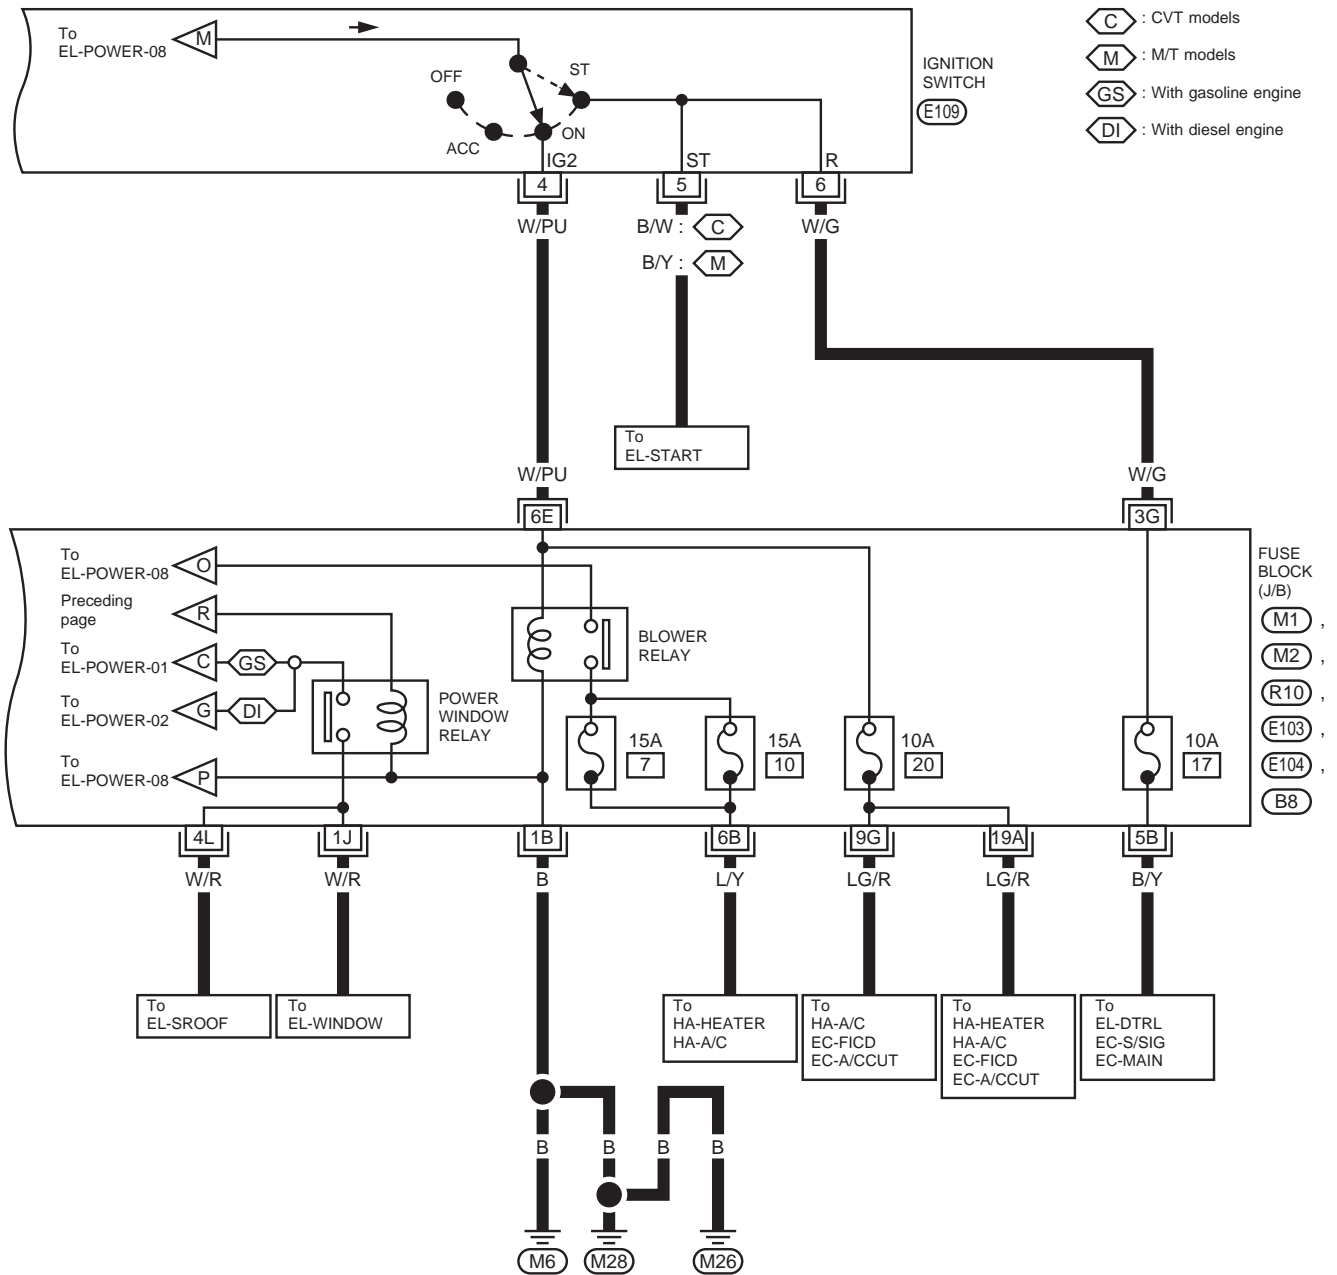 To
EL-POWER-08
M
OFF
ACC
ST
ON
IG2
ST
R
4
5
6
IGNITION
SWITCH
E109
C : CVT models
M : M/T models
GS : With gasoline engine
DI : With diesel engine
W/PU
B/W : C
B/Y : M
W/G
To
EL-START
W/PU
W/G
6E
3G
To
EL-POWER-08
O
Preceding
page
R
To
EL-POWER-01
C
GS
To
EL-POWER-02
G
DI
To
EL-POWER-08
P
POWER
WINDOW
RELAY
BLOWER
RELAY
15A
7
15A
10
10A
20
10A
17
FUSE
BLOCK
(J/B)
M1 ,
M2 ,
R10 ,
E103 ,
E104 ,
B8
4L
1J
1B
6B
9G
19A
5B
W/R
W/R
B
L/Y
LG/R
LG/R
B/Y
To
EL-SROOF
To
EL-WINDOW
To
HA-HEATER
HA-A/C
To
HA-A/C
EC-FICD
EC-A/CCUT
To
HA-HEATER
HA-A/C
EC-FICD
EC-A/CCUT
To
EL-DTRL
EC-S/SIG
EC-MAIN
B
B
B
B
M6
M28
M26